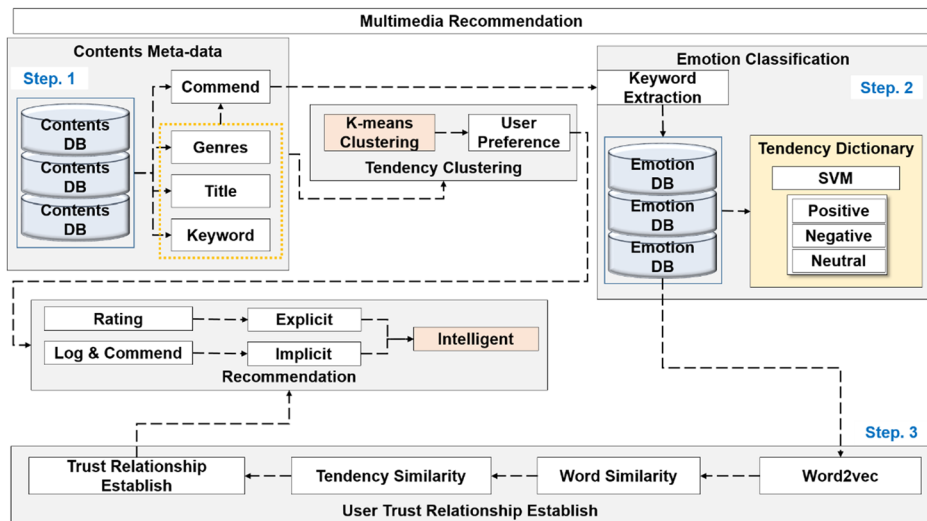 Multimedia Recommendation
Contents Meta-data
Step. 1
Contents
DB
Contents
DB
Contents
DB
Commend
Genres
Title
Keyword
K-means
Clustering
User
Preference
Tendency Clustering
Emotion Classification
Keyword
Extraction
Step. 2
Emotion
DB
Emotion
DB
Emotion
DB
Tendency Dictionary
SVM
Positive
Negative
Neutral
Rating
Explicit
Log & Commend
Implicit
Intelligent
Recommendation
Step. 3
Trust Relationship
Establish
Tendency Similarity
Word Similarity
Word2vec
User Trust Relationship Establish